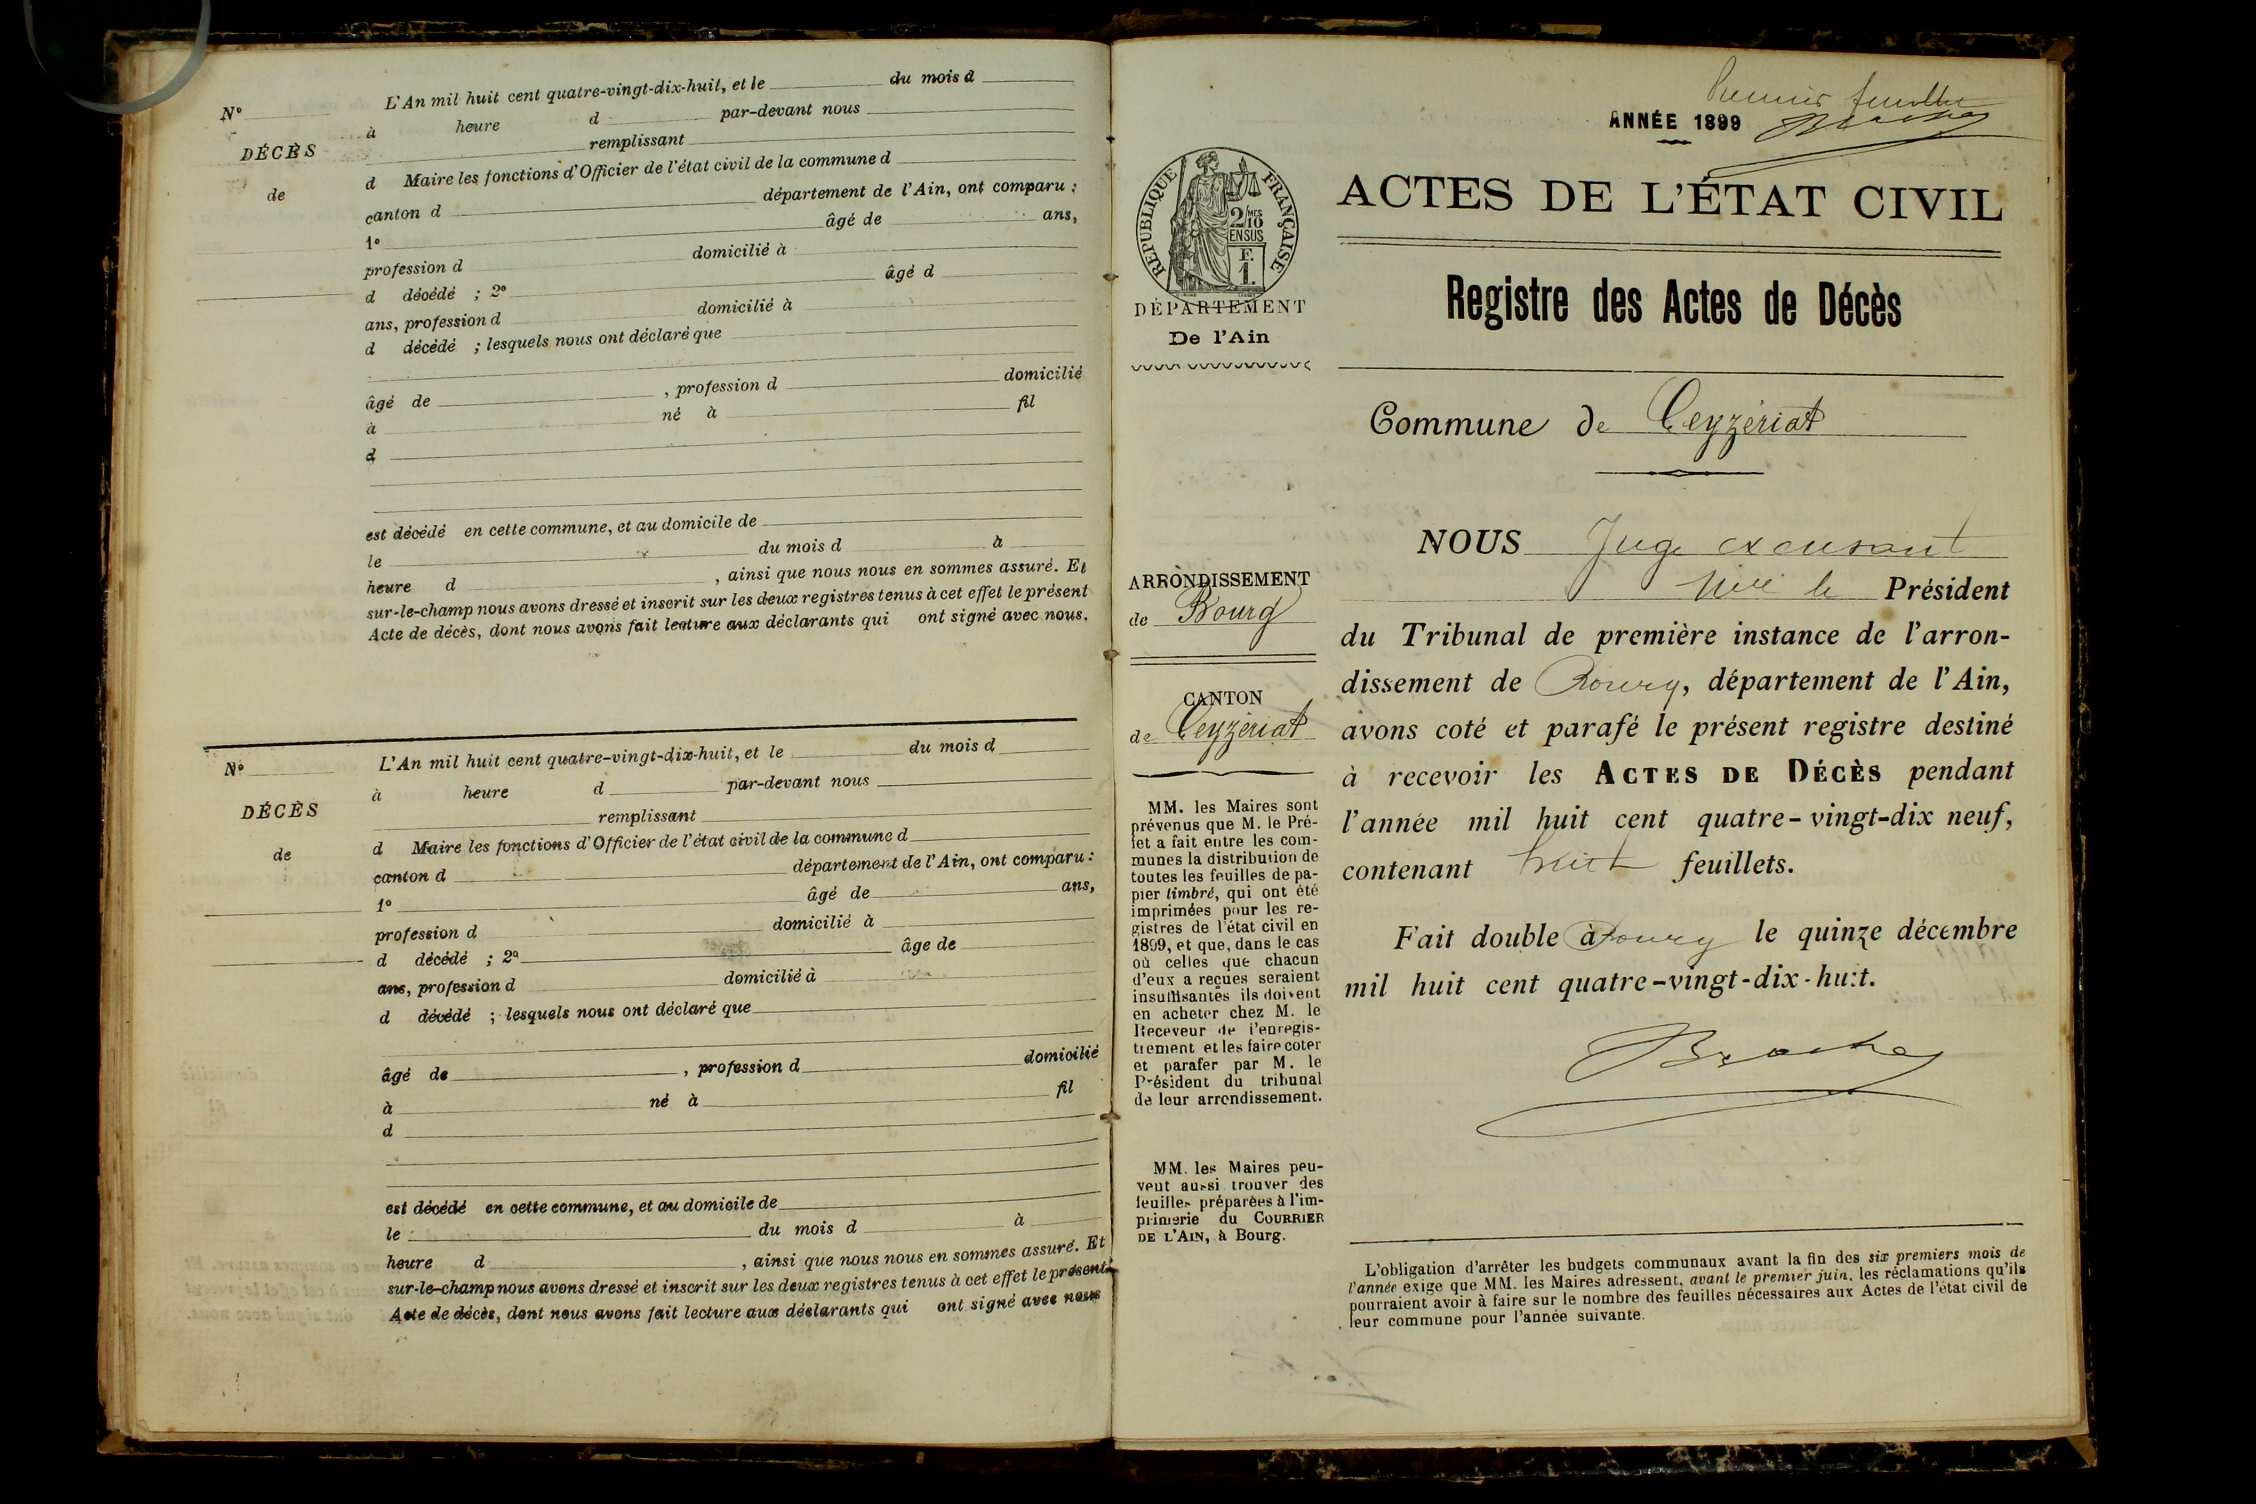 L'An mil huit cent quatre-vingt-dix-huit, et le du mois d
N° à heure d par-devant nous
remplissant
DÉCÈS d Maire les fonctions d'Officier de l'état civil de la commune d
de canton d département de l'Ain, ont comparu :
1° âgé de ans,
profession d domicilié à
d décédé ; 2° âgé d
ans, profession d domicilié à
d décédé ; lesquels nous ont déclaré que
âgé de , profession d domicilié
à né à fil
d
est décédé en cette commune, et au domicile de
le du mois d à
heure d , ainsi que nous nous en sommes assuré. Et
sur-le-champ nous avons dressé et inscrit sur les deux registres tenus à cet effet le présent
Acte de décès, dont nous avons fait lecture aux déclarants qui ont signé avec nous.
L'An mil huit cent quatre-vingt-dix-huit, et le du mois d
N° à heure d par-devant nous
remplissant
DÉCÈS d Maire les fonctions d'Officier de l'état civil de la commune d
de canton d département de l'Ain, ont comparu :
1° âgé de ans,
profession d domicilié à
d décédé ; 2° âge de
ans, profession d domicilié à
d décédé ; lesquels nous ont déclaré que
âgé de , profession d domicilié
à né à fil
d
est décédé en cette commune, et au domicile de
le du mois d à
heure d , ainsi que nous nous en sommes assuré. Et
sur-le-champ nous avons dressé et inscrit sur les deux registres tenus à cet effet le présent
Acte de décès, dont nous avons fait lecture aux déclarants qui ont signé avec nous
RÉPUBLIQUE FRANÇAISE
2/10 MES
EN SUS
F.
1.
DÉPARTEMENT
De l'Ain
ARRONDISSEMENT
de Bourg
CANTON
de Ceyzériat
MM. les Maires sont
prévenus que M. le Pré-
fet a fait entre les com-
munes la distribution de
toutes les feuilles de pa-
pier timbré, qui ont été
imprimées pour les re-
gistres de l'état civil en
1899, et que, dans le cas
où celles que chacun
d'eux a reçues seraient
insuffisantes ils doivent
en acheter chez M. le
Receveur de l'enregis-
trement et les faire coter
et parafer par M. le
Président du tribunal
de leur arrondissement.
MM. les Maires peu-
vent aussi trouver des
feuilles préparées à l'im-
primerie du COURRIER
DE L'AIN, à Bourg.
Premier feuillet
ANNÉE 1899
ACTES DE L'ÉTAT CIVIL
Registre des Actes de Décès
Commune de Ceyzériat
NOUS Juge
le Président
du Tribunal de première instance de l'arron-
dissement de Bourg, département de l'Ain,
avons coté et parafé le présent registre destiné
à recevoir les ACTES DE DÉCÈS pendant
l'année mil huit cent quatre-vingt-dix neuf,
contenant huit feuillets.
Fait double à Bourg le quinze décembre
mil huit cent quatre-vingt-dix-huit.
L'obligation d'arrêter les budgets communaux avant la fin des six premiers mois de
l'année exige que MM. les Maires adressent, avant le premier juin, les réclamations qu'ils
pourraient avoir à faire sur le nombre des feuilles nécessaires aux Actes de l'état civil de
leur commune pour l'année suivante.